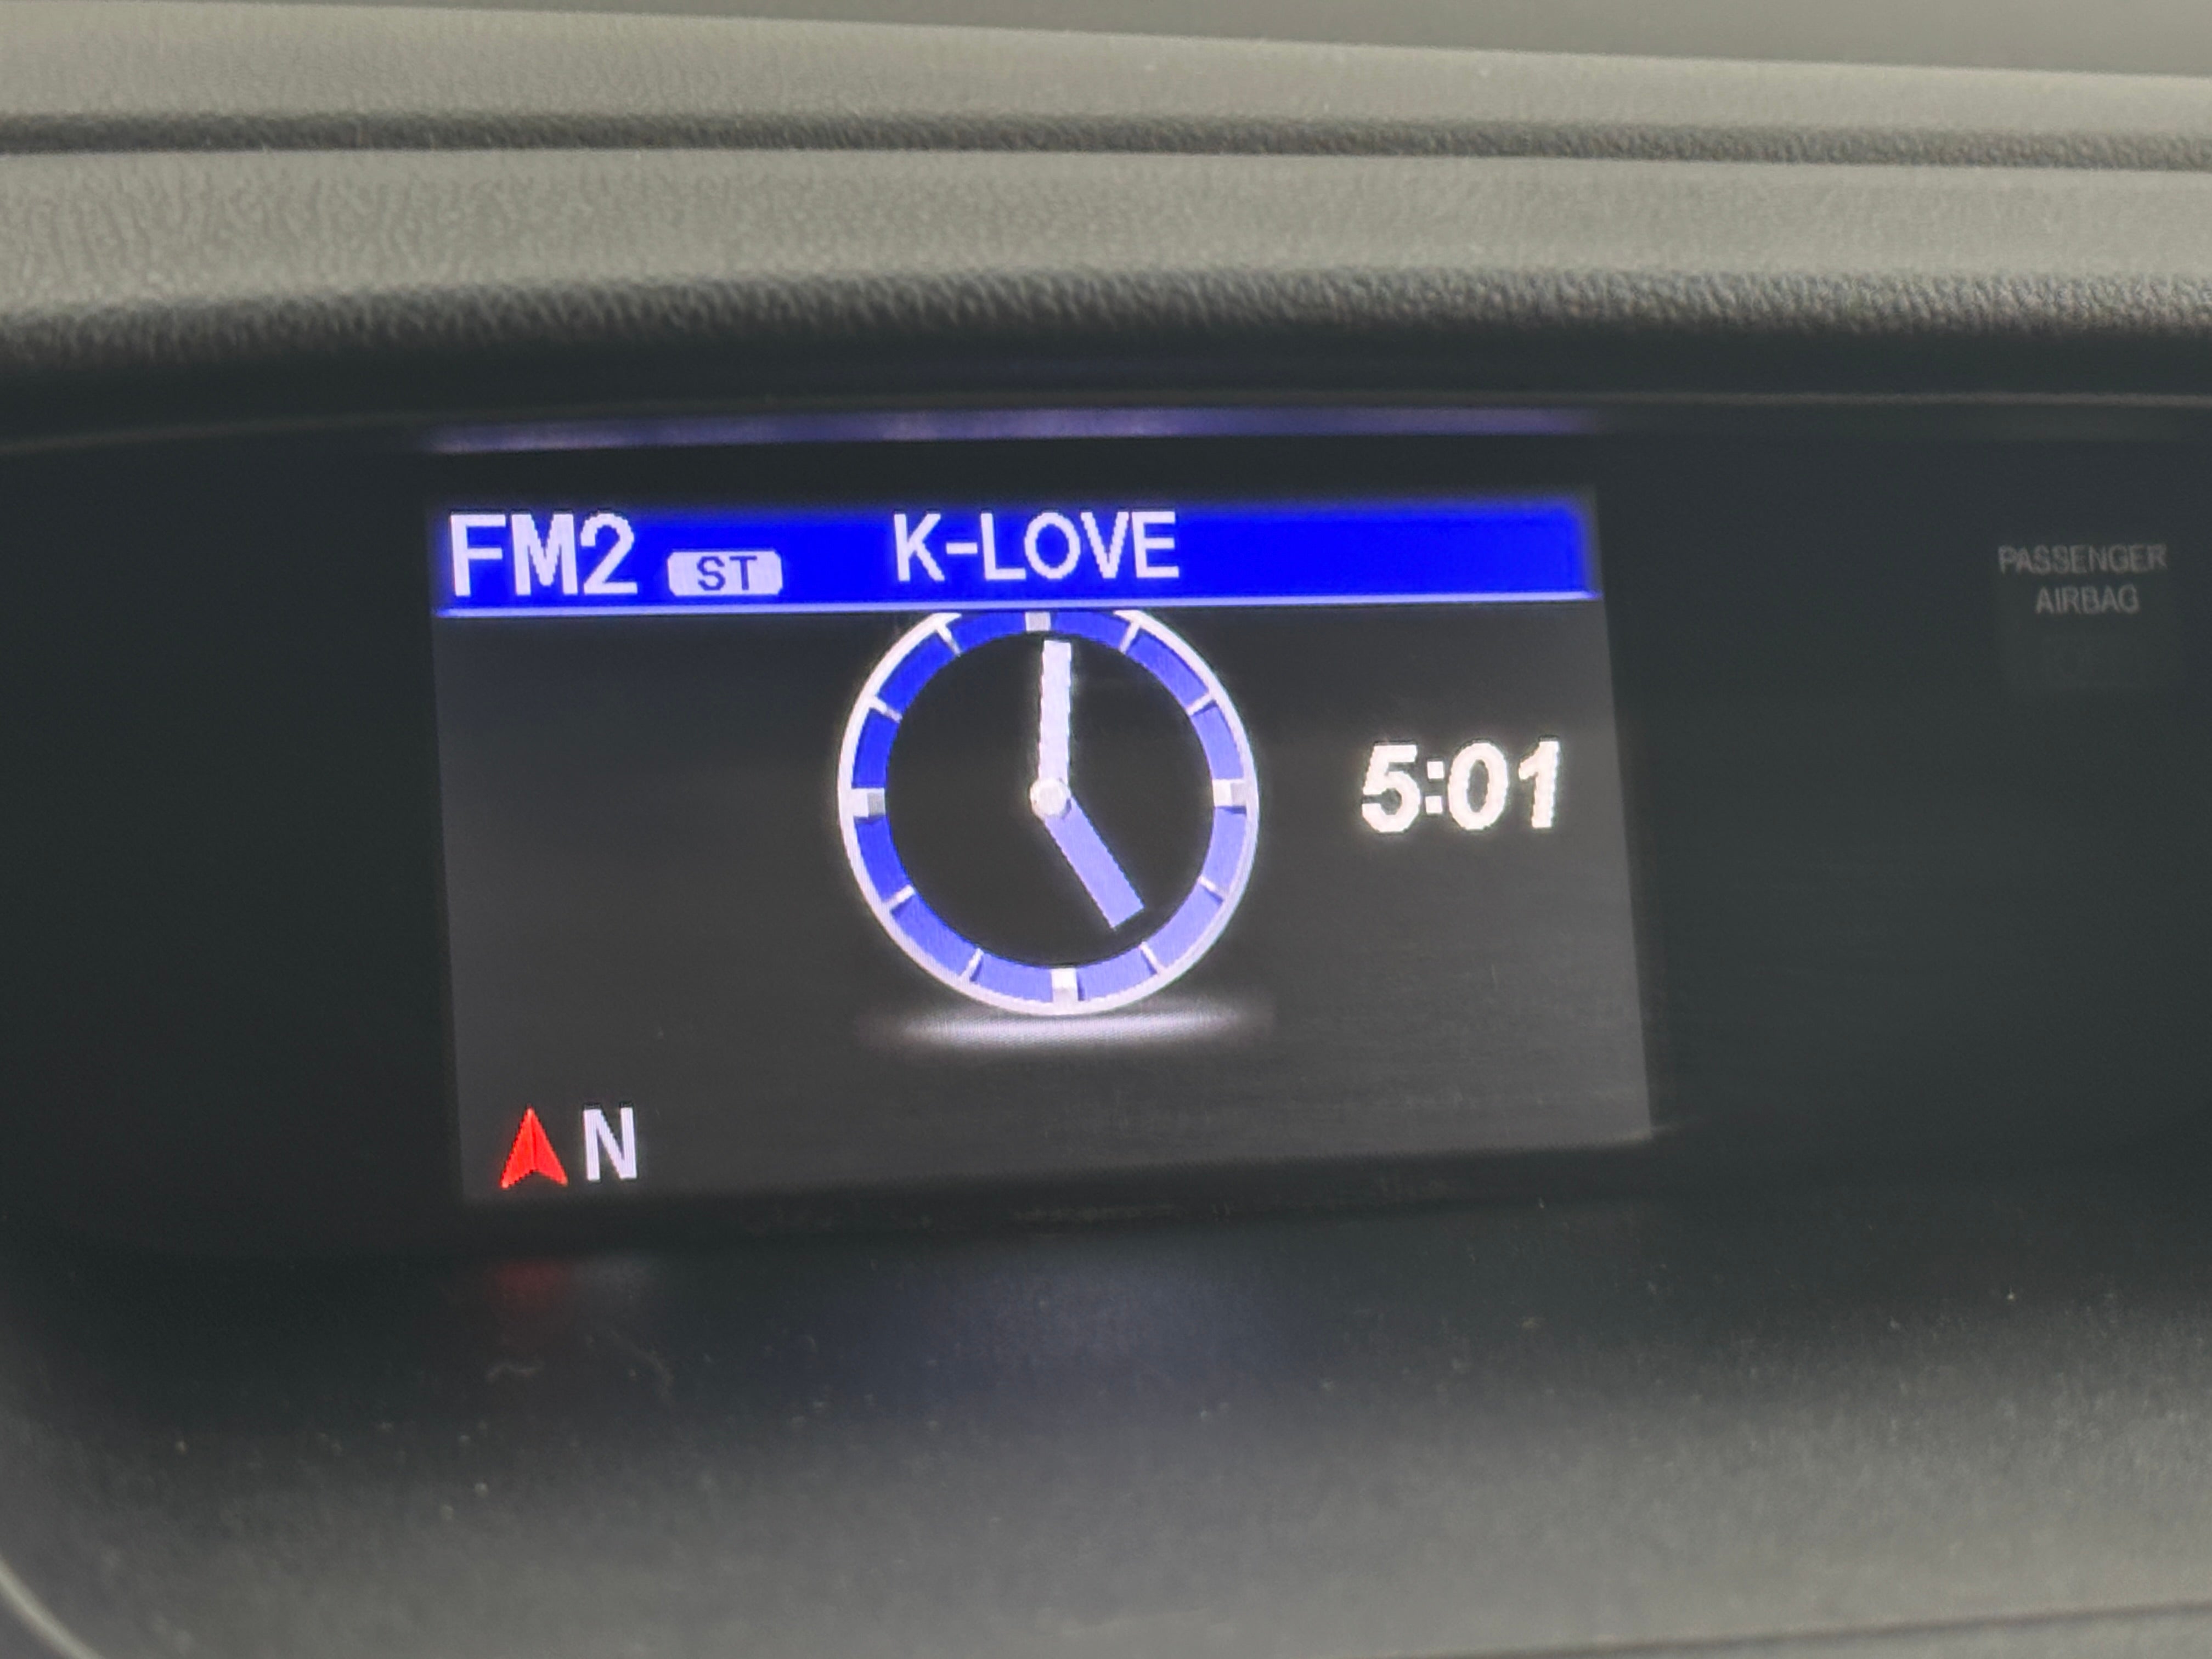 FM2 ST K-LOVE
PASSENGER
AIRBAG
5:01
N